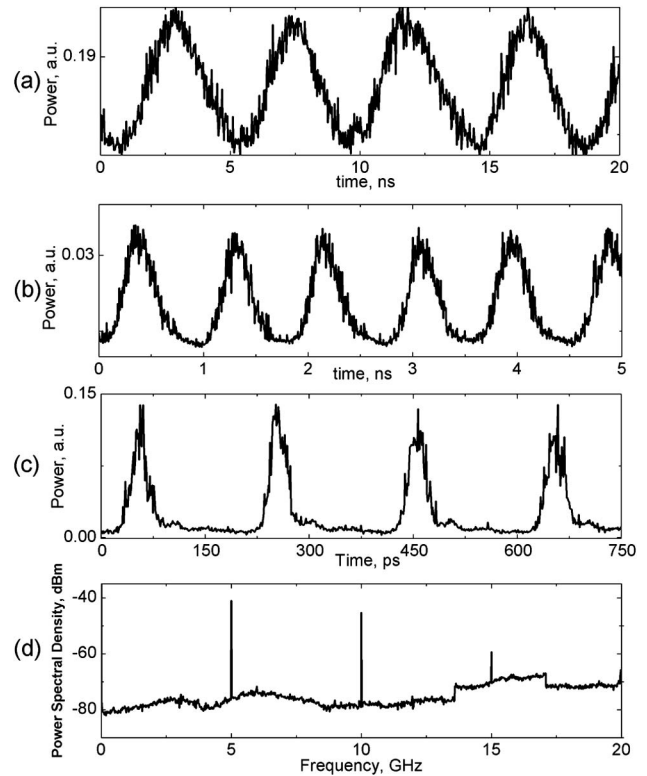 (a)
Power, a.u.
0.19
0 5 10 15 20
time, ns
(b)
Power, a.u.
0.03
0 1 2 3 4 5
time, ns
(c)
Power, a.u.
0.15
0.00
0 150 300 450 600 750
Time, ps
(d)
Power Spectral Density, dBm
-40
-60
-80
0 5 10 15 20
Frequency, GHz